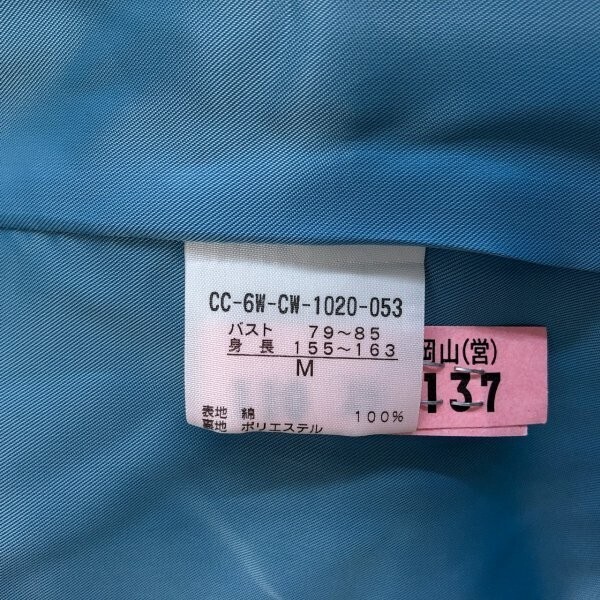 CC-6W-CW-1020-053
バスト 79～85
身長 155～163
M
表地 綿 100%
裏地 ポリエステル
岡山(営)
137